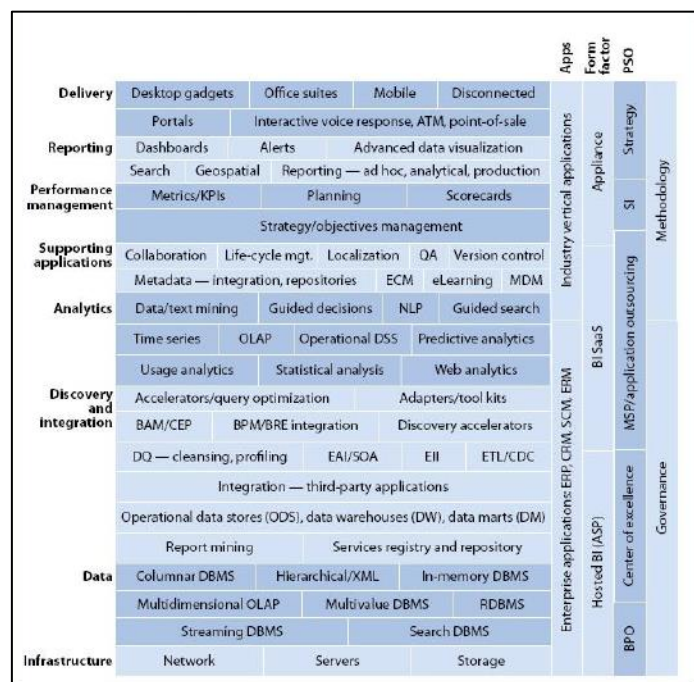 Apps
Form factor
PSO
Delivery
Desktop gadgets Office suites Mobile Disconnected
Portals Interactive voice response, ATM, point-of-sale
Reporting
Dashboards Alerts Advanced data visualization
Search Geospatial Reporting — ad hoc, analytical, production
Performance management
Metrics/KPIs Planning Scorecards
Strategy/objectives management
Supporting applications
Collaboration Life-cycle mgt. Localization QA Version control
Metadata — integration, repositories ECM eLearning MDM
Analytics
Data/text mining Guided decisions NLP Guided search
Time series OLAP Operational DSS Predictive analytics
Usage analytics Statistical analysis Web analytics
Discovery and integration
Accelerators/query optimization Adapters/tool kits
BAM/CEP BPM/BRE integration Discovery accelerators
DQ — cleansing, profiling EAI/SOA EII ETL/CDC
Integration — third-party applications
Operational data stores (ODS), data warehouses (DW), data marts (DM)
Report mining Services registry and repository
Data
Columnar DBMS Hierarchical/XML In-memory DBMS
Multidimensional OLAP Multivalue DBMS RDBMS
Streaming DBMS Search DBMS
Infrastructure
Network Servers Storage
Industry vertical applications
Enterprise applications: ERP, CRM, SCM, ERM
Appliance
BI SaaS
Hosted BI (ASP)
Strategy
SI
MSP/application outsourcing
Center of excellence
BPO
Methodology
Governance